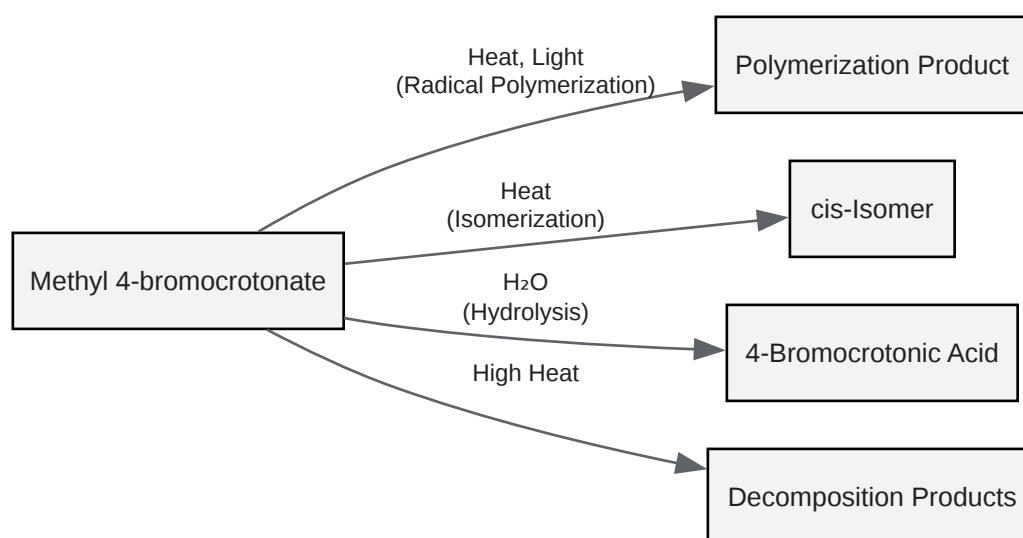 Heat, Light
(Radical Polymerization)
Polymerization Product
Heat
(Isomerization)
cis-Isomer
Methyl 4-bromocrotonate
H₂O
(Hydrolysis)
4-Bromocrotonic Acid
High Heat
Decomposition Products